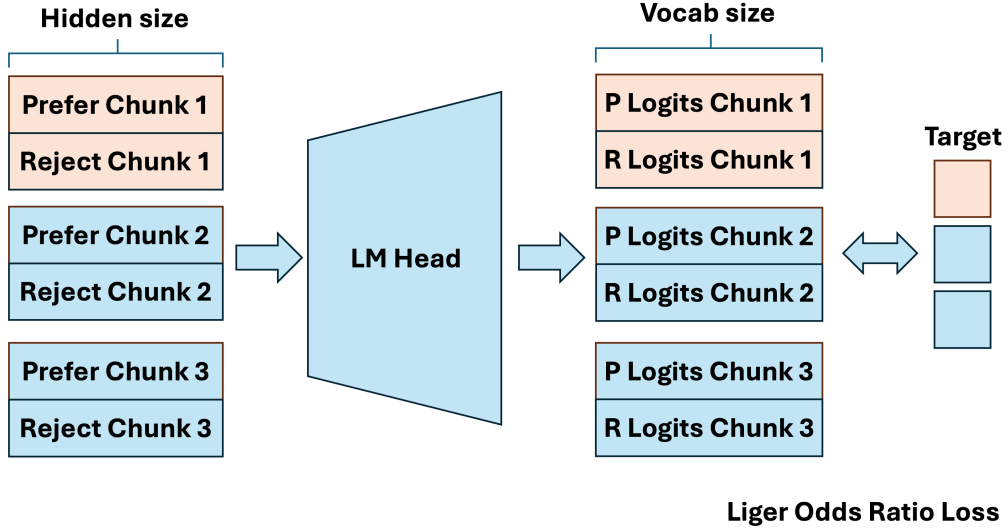 Hidden size
Prefer Chunk 1
Reject Chunk 1
Prefer Chunk 2
Reject Chunk 2
Prefer Chunk 3
Reject Chunk 3
LM Head
Vocab size
P Logits Chunk 1
R Logits Chunk 1
P Logits Chunk 2
R Logits Chunk 2
P Logits Chunk 3
R Logits Chunk 3
Target
Liger Odds Ratio Loss